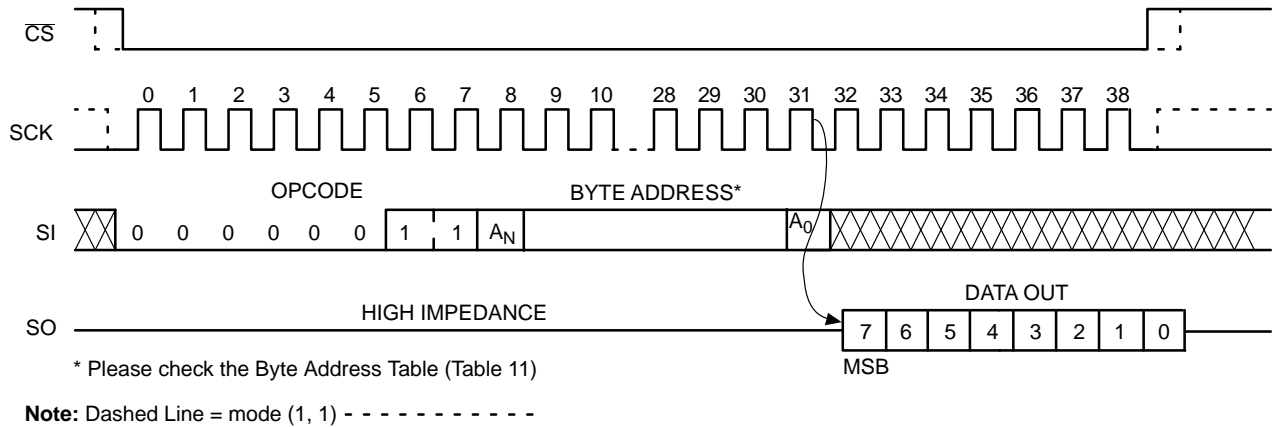 CS
0 1 2 3 4 5 6 7 8 9 10 28 29 30 31 32 33 34 35 36 37 38
SCK
OPCODE BYTE ADDRESS*
SI 0 0 0 0 0 0 1 1 AN A0
DATA OUT
HIGH IMPEDANCE
SO 7 6 5 4 3 2 1 0
* Please check the Byte Address Table (Table 11) MSB
Note: Dashed Line = mode (1, 1) - - - - - - - - - - - -